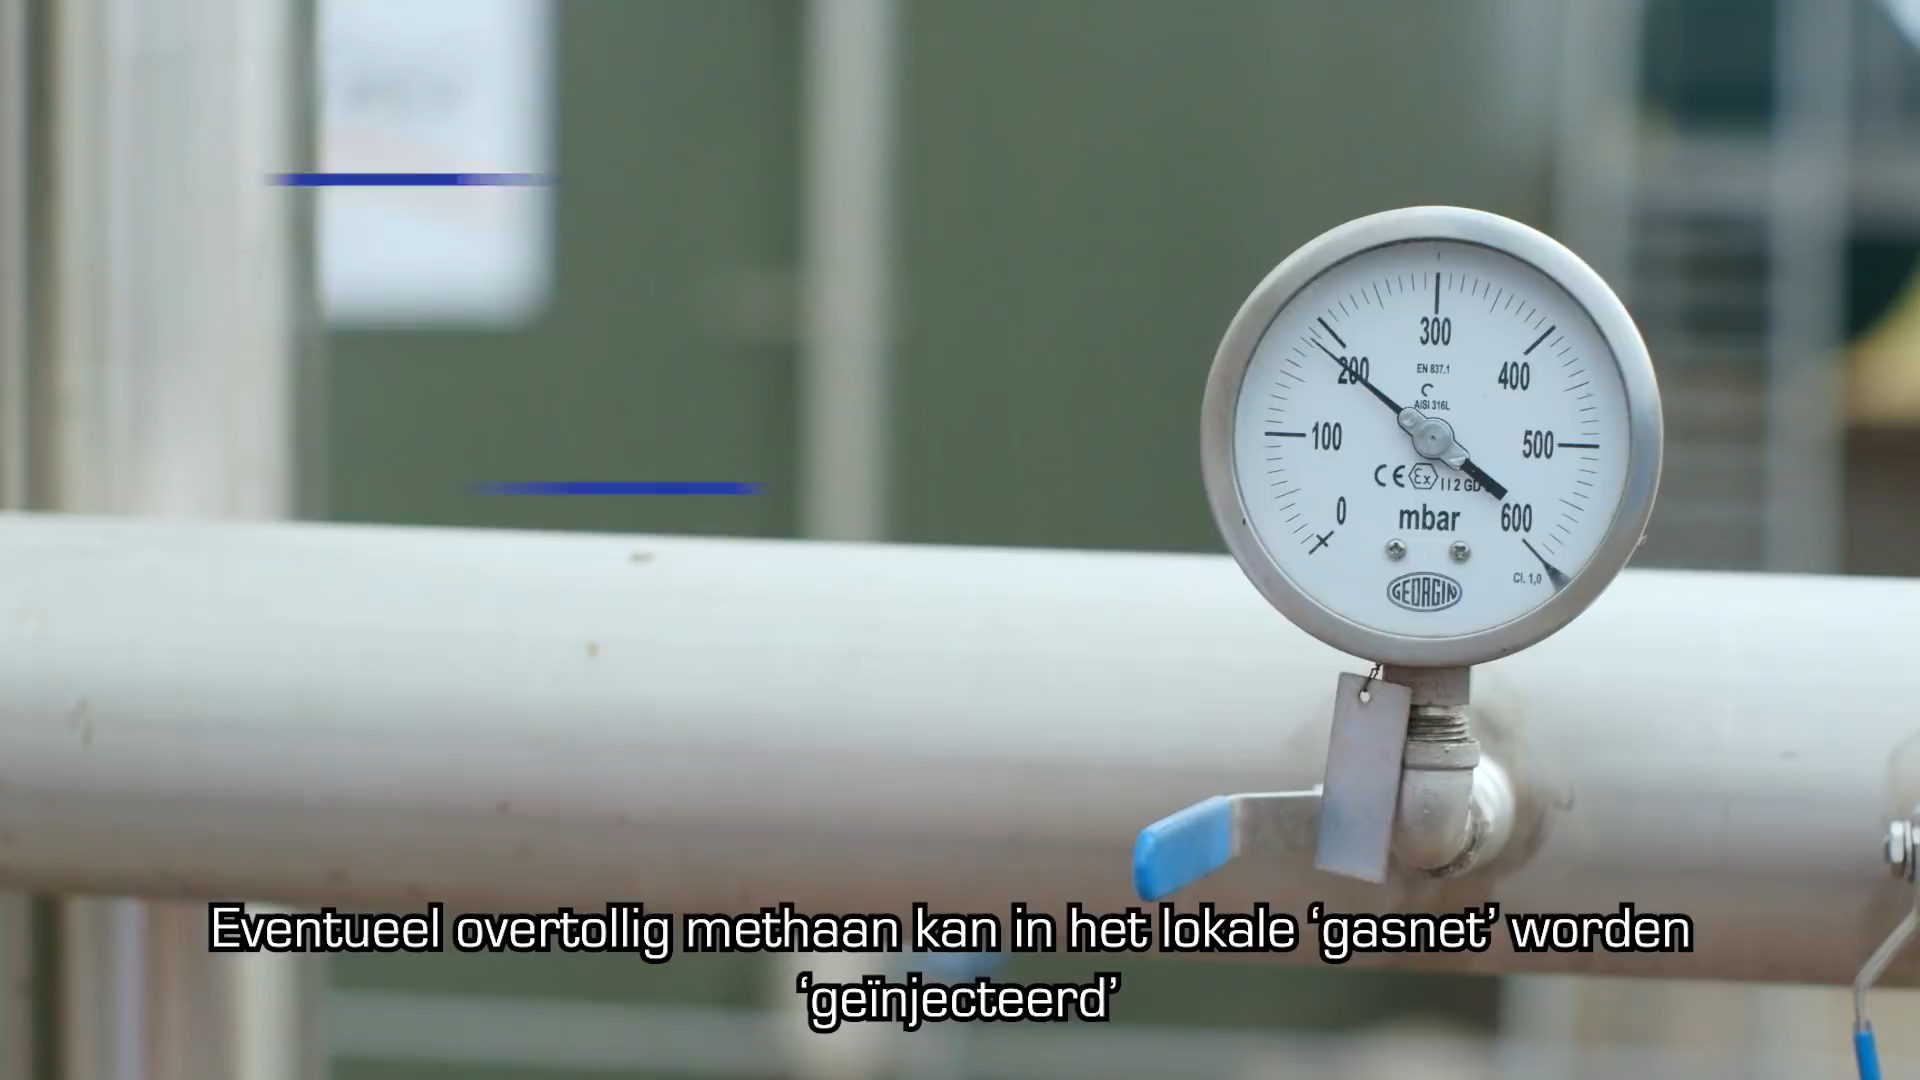 300
200
EN 837.1
400
AISI 316L
100
500
CE Ex II 2 GD
0
mbar
600
Cl. 1,0
GEORGIN
Eventueel overtollig methaan kan in het lokale ‘gasnet’ worden
‘geïnjecteerd’